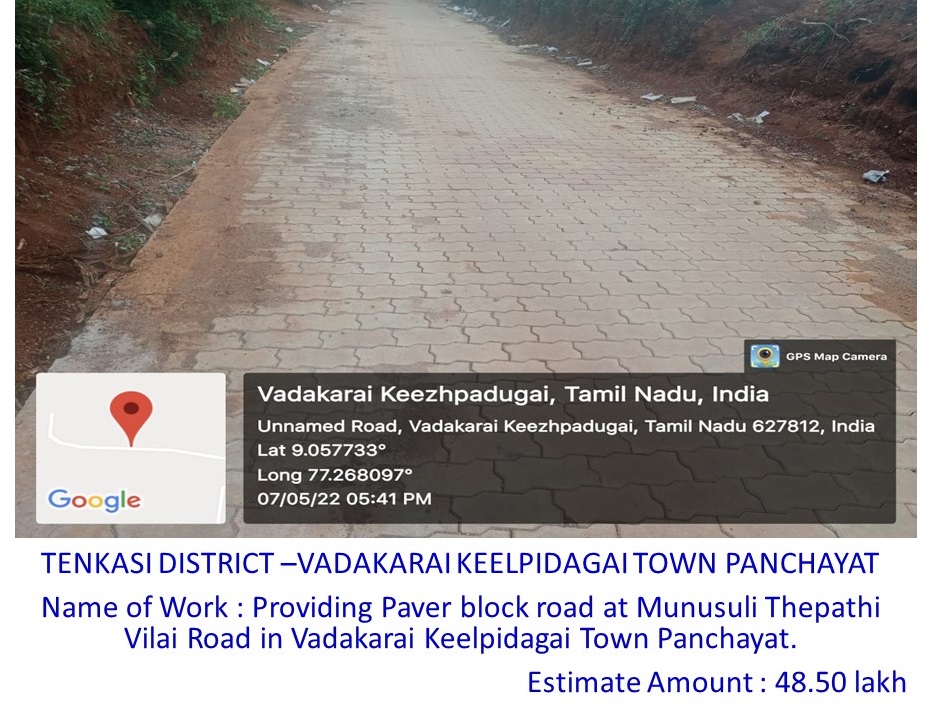 GPS Map Camera
Vadakarai Keezhpadugai, Tamil Nadu, India
Unnamed Road, Vadakarai Keezhpadugai, Tamil Nadu 627812, India
Lat 9.057733°
Long 77.268097°
07/05/22 05:41 PM
Google
TENKASI DISTRICT –VADAKARAI KEELPIDAGAI TOWN PANCHAYAT
Name of Work : Providing Paver block road at Munusuli Thepathi
Vilai Road in Vadakarai Keelpidagai Town Panchayat.
Estimate Amount : 48.50 lakh